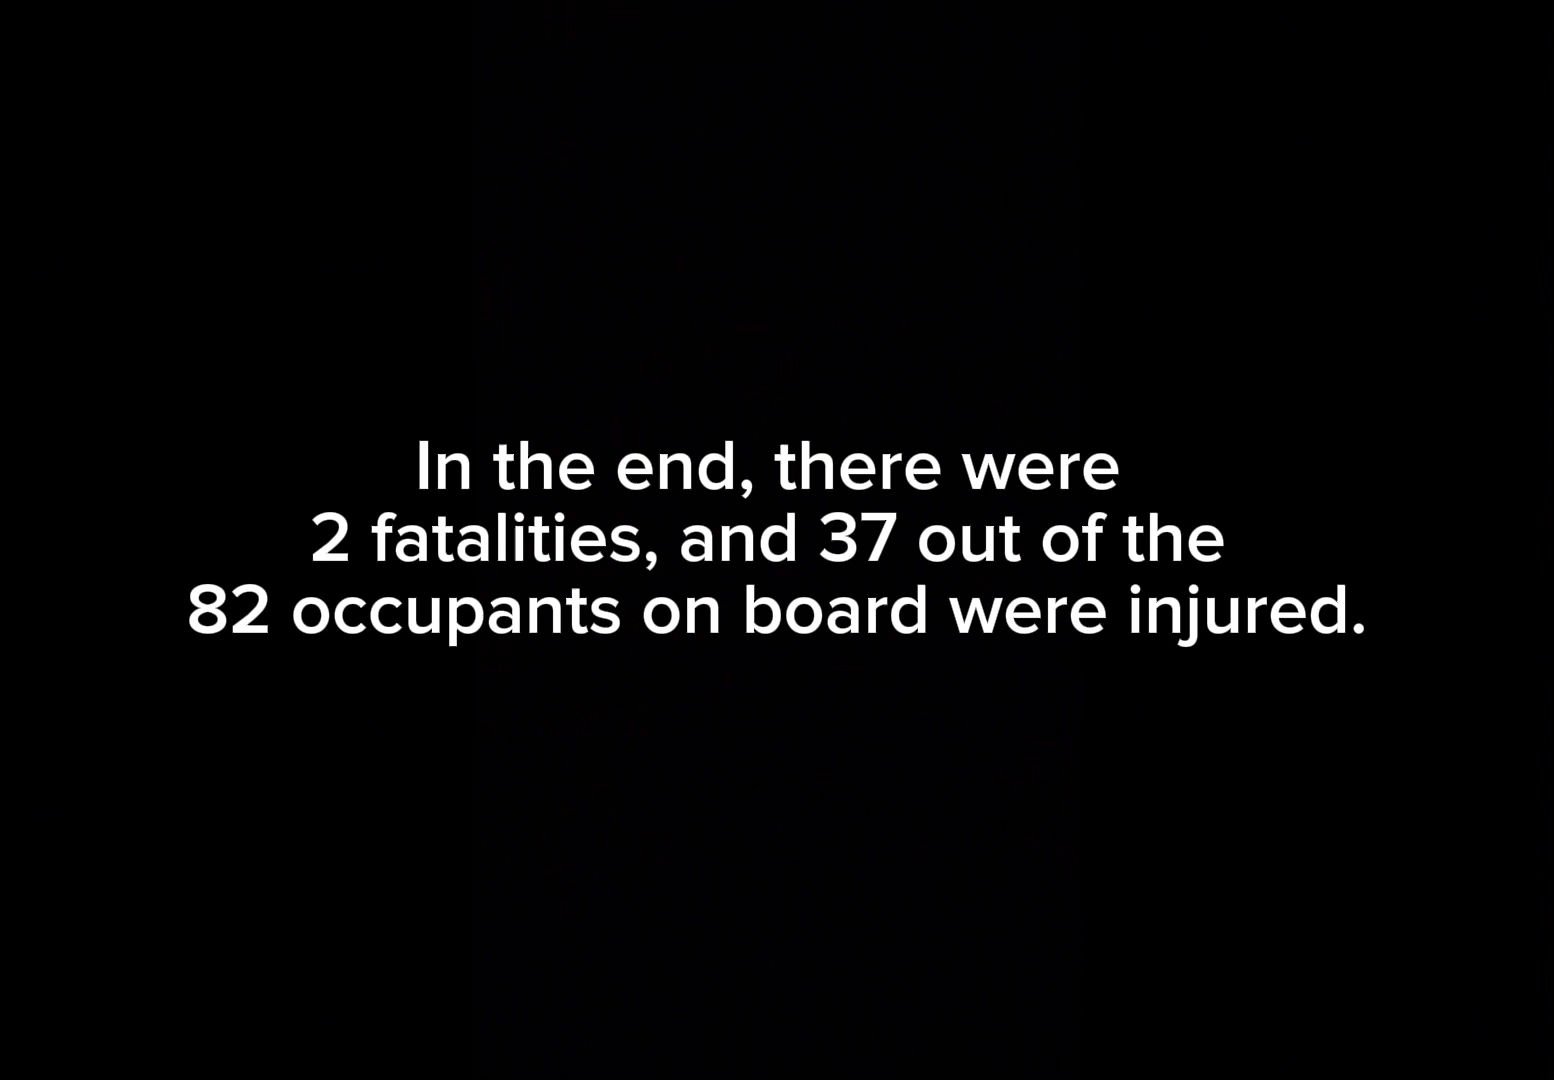 In the end, there were
2 fatalities, and 37 out of the
82 occupants on board were injured.